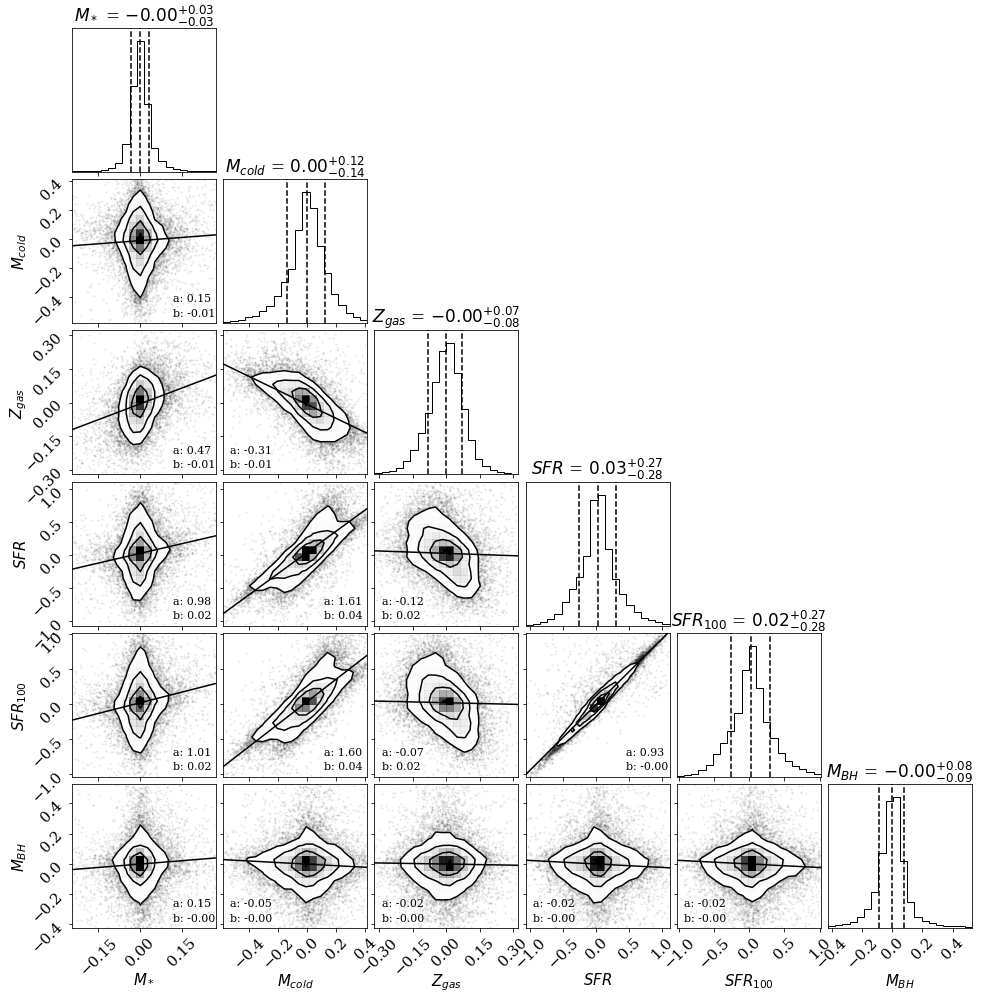 M* = −0.00+0.03−0.03
Mcold = 0.00+0.12−0.14
Zgas = −0.00+0.07−0.08
SFR = 0.03+0.27−0.28
SFR100 = 0.02+0.27−0.28
MBH = −0.00+0.08−0.09
Mcold
0.4
0.2
0.0
−0.2
−0.4
a: 0.15
b: -0.01
Zgas
0.30
0.15
0.00
−0.15
−0.30
a: 0.47
b: -0.01
a: -0.31
b: -0.01
SFR
1.0
0.5
0.0
−0.5
−1.0
a: 0.98
b: 0.02
a: 1.61
b: 0.04
a: -0.12
b: 0.02
SFR100
1.0
0.5
0.0
−0.5
−1.0
a: 1.01
b: 0.02
a: 1.60
b: 0.04
a: -0.07
b: 0.02
a: 0.93
b: -0.00
MBH
0.4
0.2
0.0
−0.2
−0.4
a: 0.15
b: -0.00
a: -0.05
b: -0.00
a: -0.02
b: -0.00
a: -0.02
b: -0.00
a: -0.02
b: -0.00
−0.15 0.00 0.15
−0.4 −0.2 0.0 0.2 0.4
−0.30 −0.15 0.00 0.15 0.30
−1.0 −0.5 0.0 0.5 1.0
−1.0 −0.5 0.0 0.5 1.0
−0.4 −0.2 0.0 0.2 0.4
M* Mcold Zgas SFR SFR100 MBH